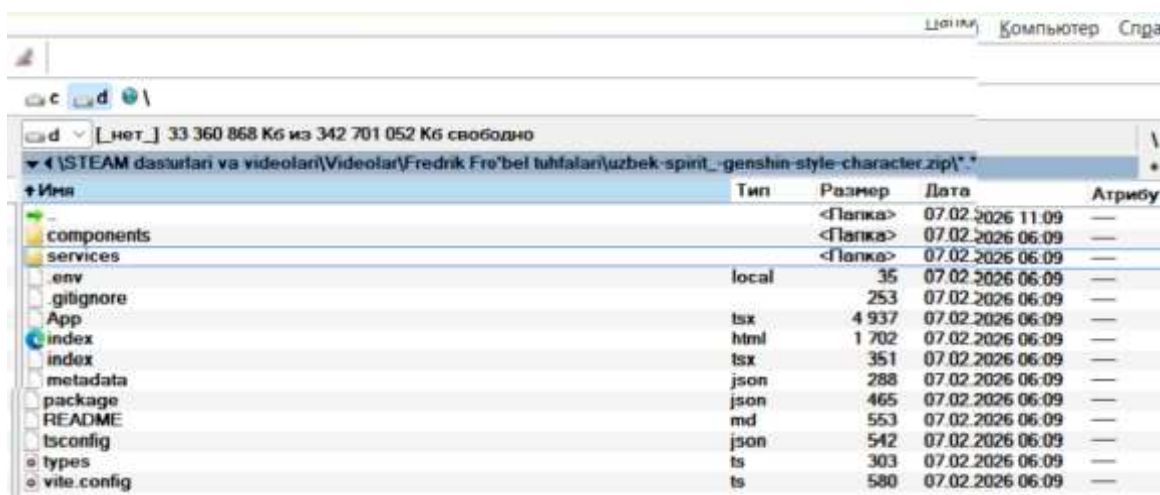 Компьютер Спра
c d \
d [_нет_] 33 360 868 Кб из 342 701 052 Кб свободно \
\STEAM dasturlari va videolari\Videolar\Fredrik Fre'bel tuhfalari\uzbek-spirit_-genshin-style-character.zip\*.* *
Имя Тип Размер Дата Атрибу
.. <Папка> 07.02.2026 11:09 —
components <Папка> 07.02.2026 06:09 —
services <Папка> 07.02.2026 06:09 —
.env local 35 07.02.2026 06:09 —
.gitignore 253 07.02.2026 06:09 —
App tsx 4 937 07.02.2026 06:09 —
index html 1 702 07.02.2026 06:09 —
index tsx 351 07.02.2026 06:09 —
metadata json 288 07.02.2026 06:09 —
package json 465 07.02.2026 06:09 —
README md 553 07.02.2026 06:09 —
tsconfig json 542 07.02.2026 06:09 —
types ts 303 07.02.2026 06:09 —
vite.config ts 580 07.02.2026 06:09 —